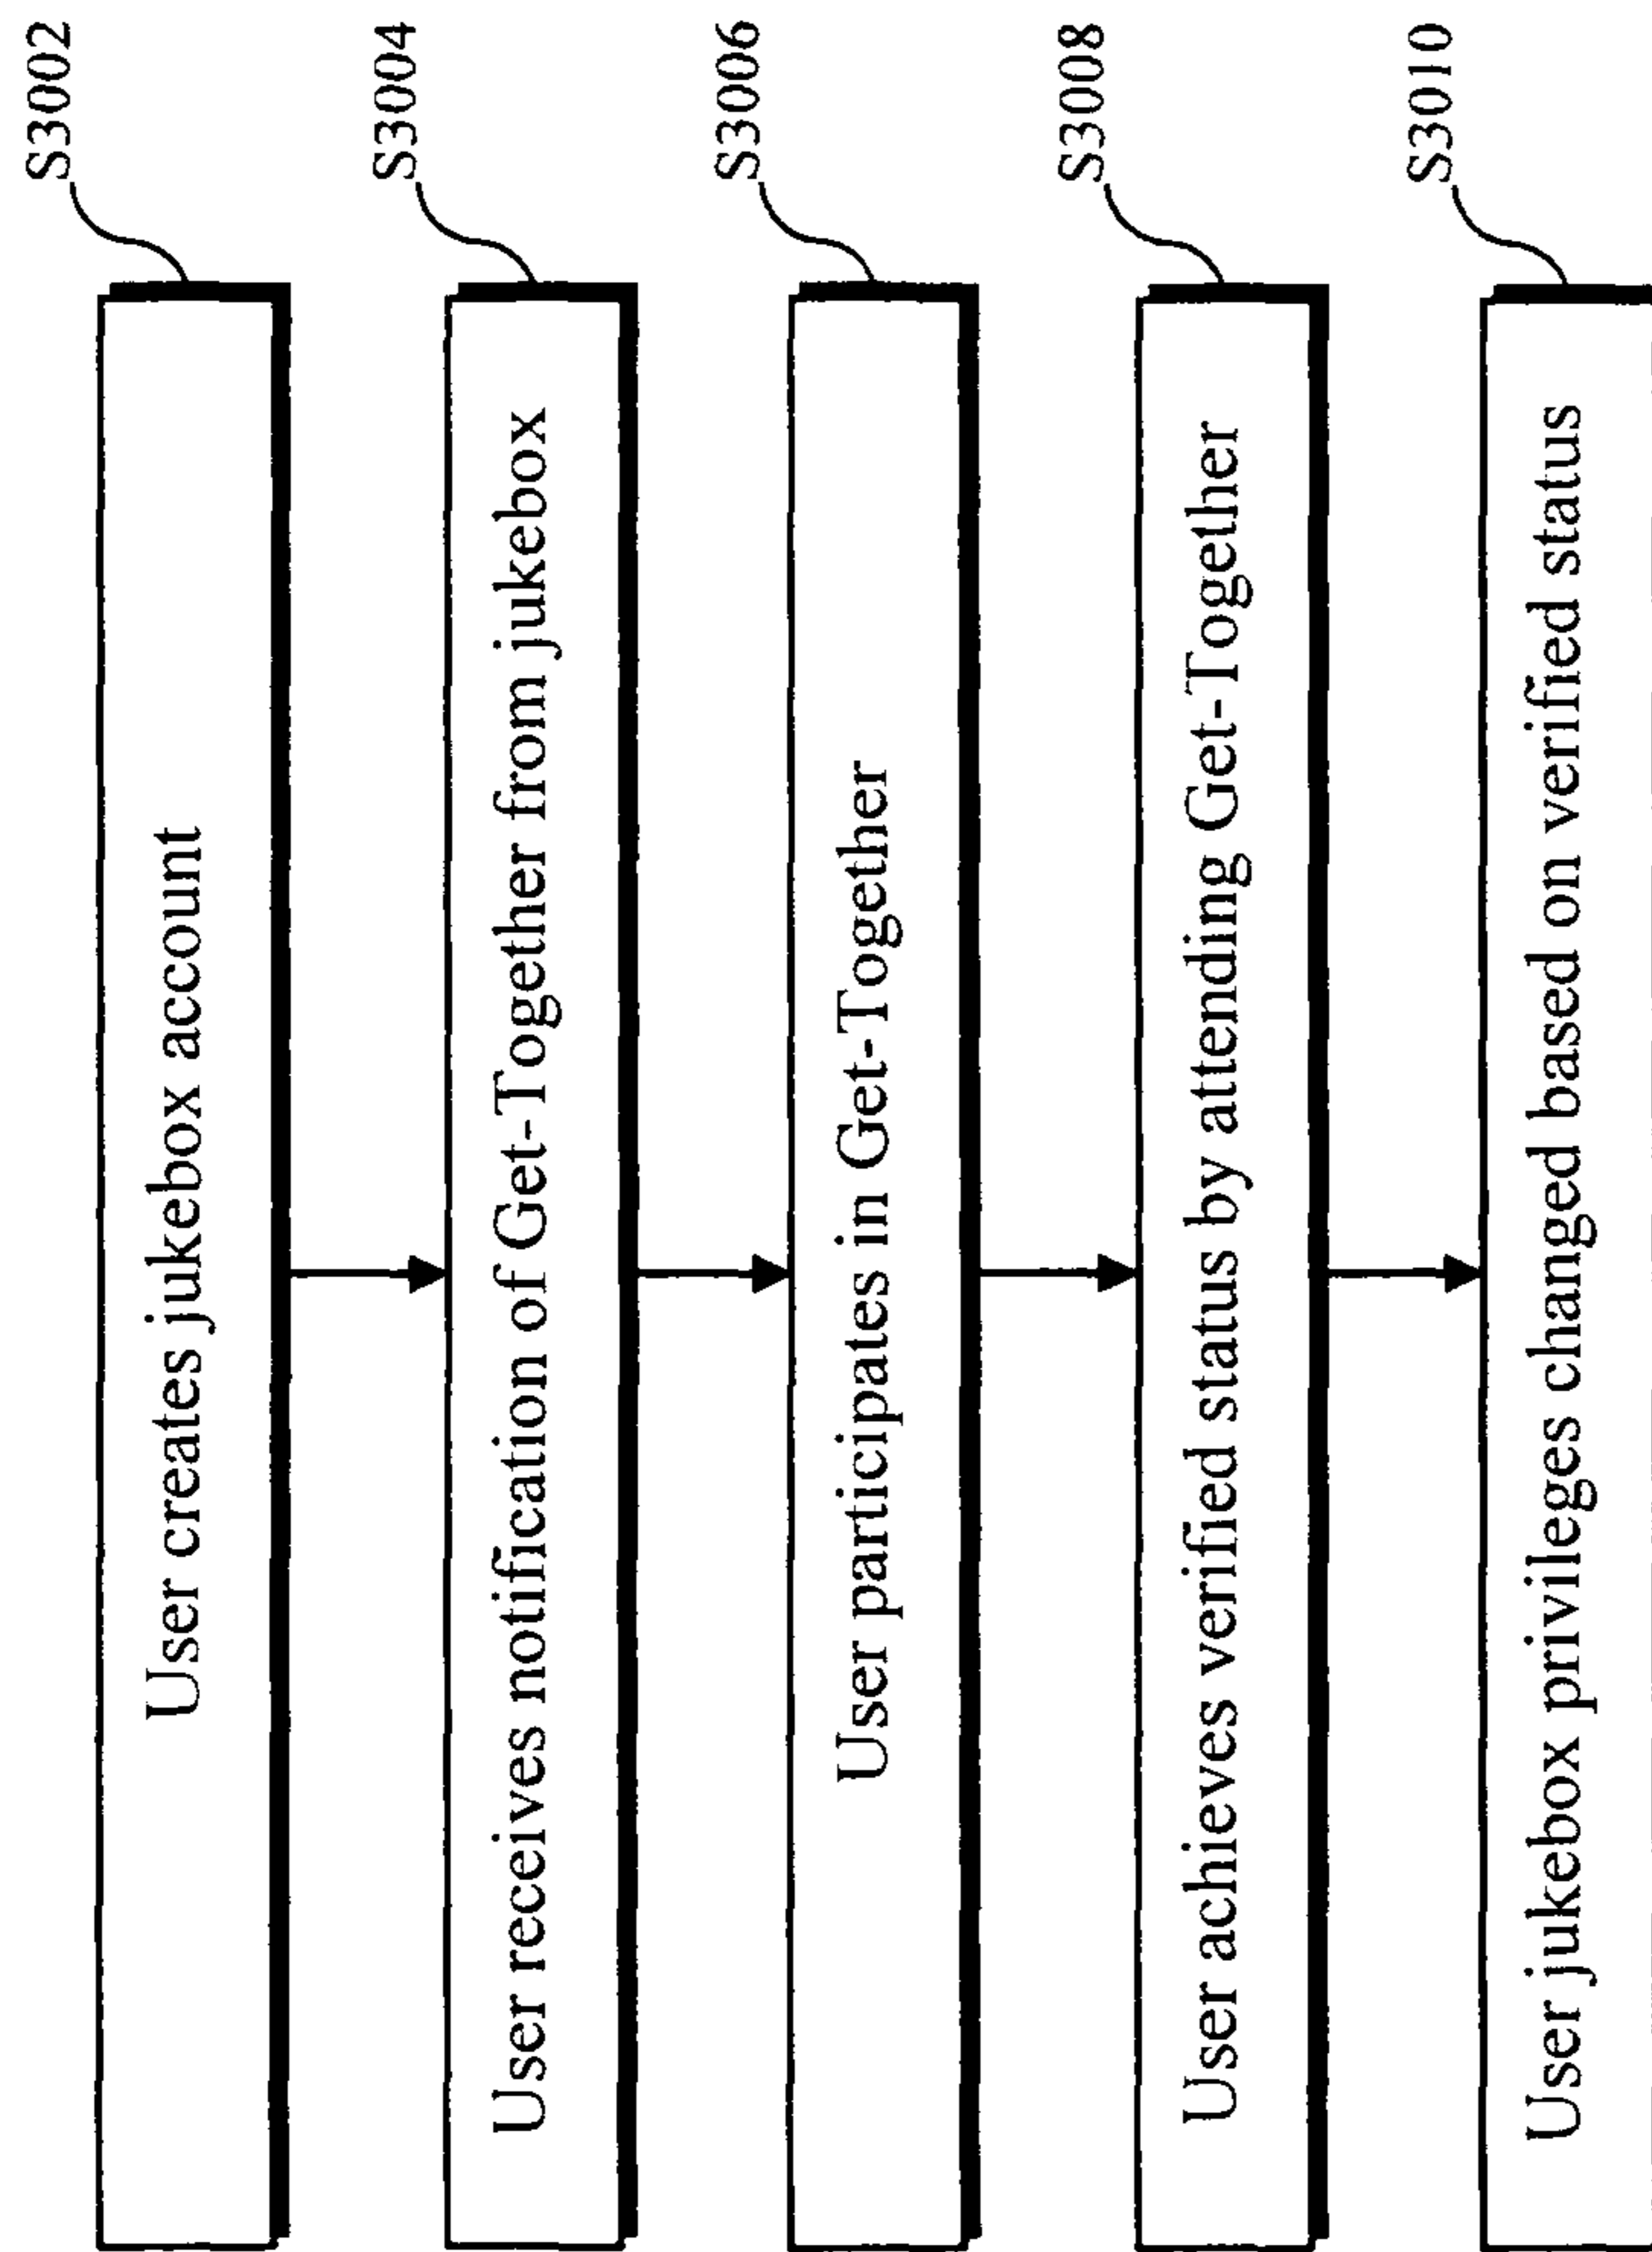 S3002
User creates jukebox account
S3004
User receives notification of Get-Together from jukebox
S3006
User participates in Get-Together
S3008
User achieves verified status by attending Get-Together
S3010
User jukebox privileges changed based on verified status